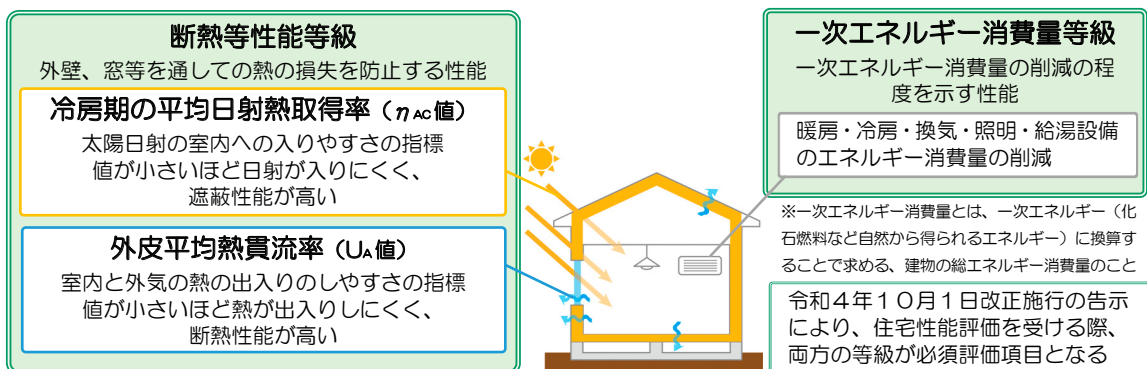 断熱等性能等級
外壁、窓等を通しての熱の損失を防止する性能
冷房期の平均日射熱取得率（ηAC値）
太陽日射の室内への入りやすさの指標
値が小さいほど日射が入りにくく、
遮蔽性能が高い
外皮平均熱貫流率（UA値）
室内と外気の熱の出入りのしやすさの指標
値が小さいほど熱が出入りしにくく、
断熱性能が高い
一次エネルギー消費量等級
一次エネルギー消費量の削減の程
度を示す性能
暖房・冷房・換気・照明・給湯設備
のエネルギー消費量の削減
※一次エネルギー消費量とは、一次エネルギー（化
石燃料など自然から得られるエネルギー）に換算す
ることで求める、建物の総エネルギー消費量のこと
令和４年１０月１日改正施行の告示
により、住宅性能評価を受ける際、
両方の等級が必須評価項目となる